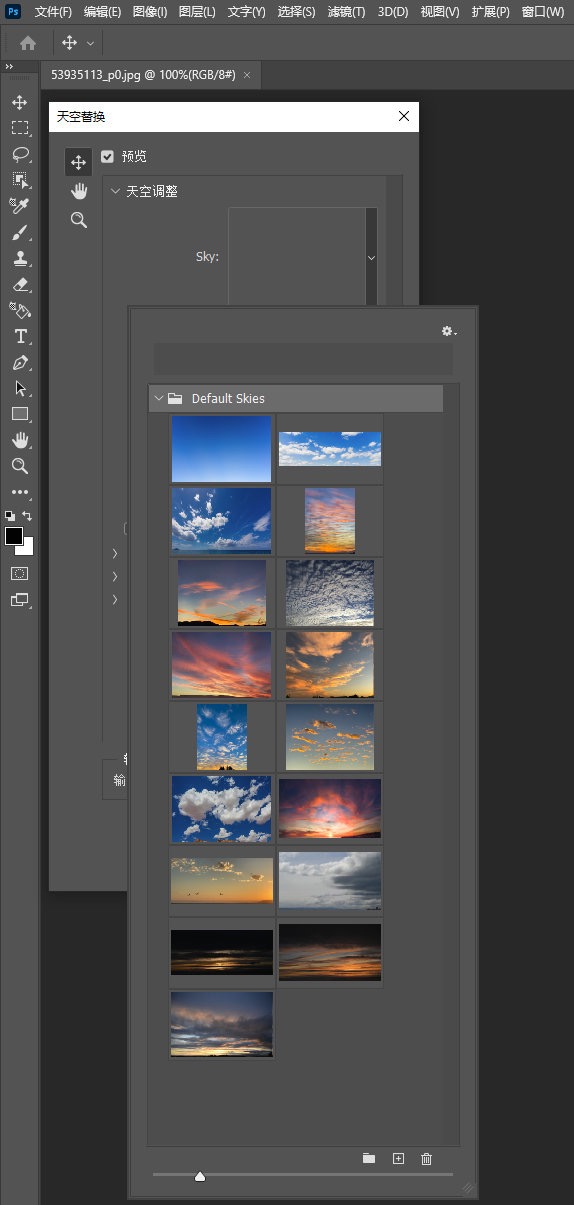 Ps 文件(F) 编辑(E) 图像(I) 图层(L) 文字(Y) 选择(S) 滤镜(T) 3D(D) 视图(V) 扩展(P) 窗口(W)
53935113_p0.jpg @ 100%(RGB/8#) ×
天空替换
预览
天空调整
Sky:
Default Skies
输